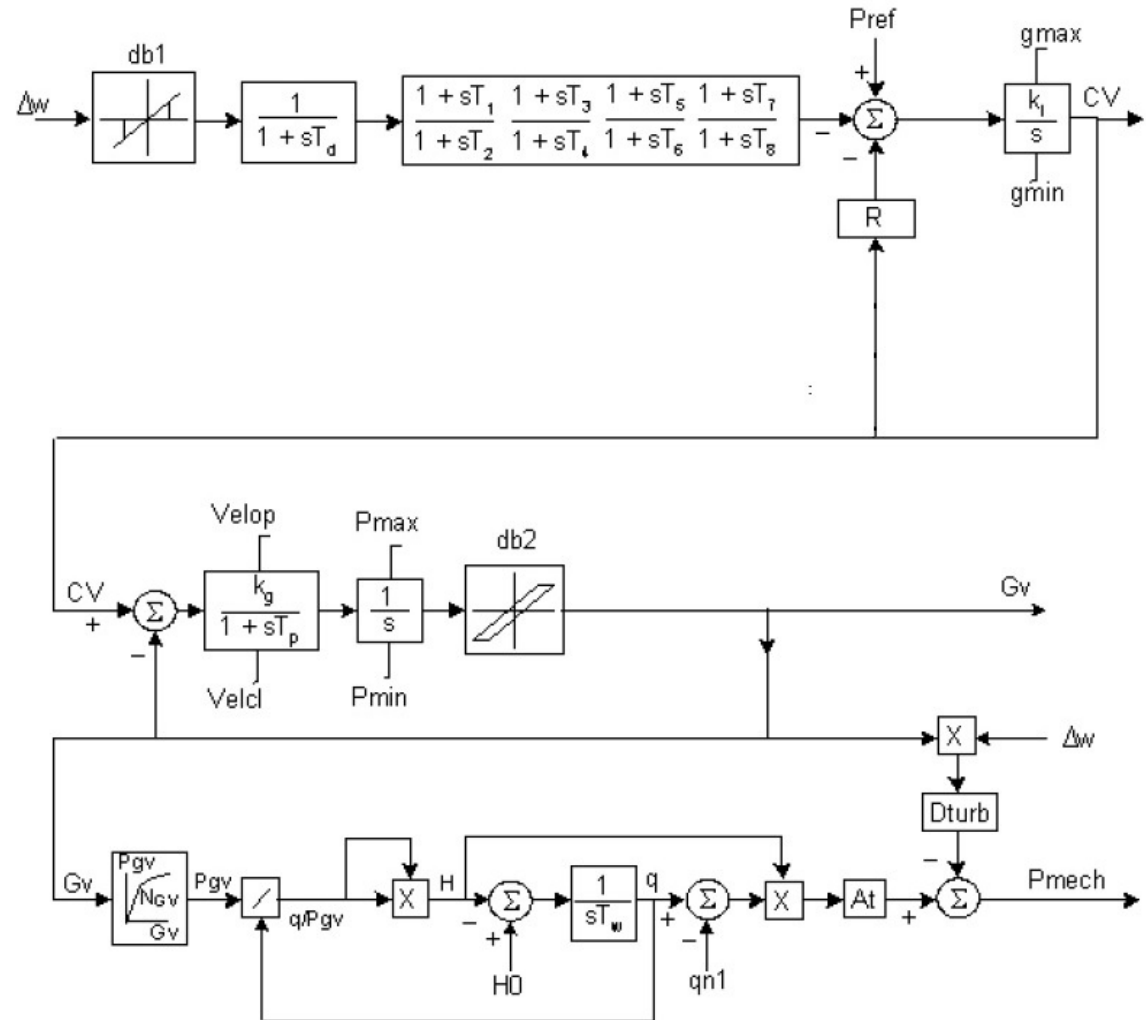 Pref
gmax
db1
Δw
1
1 + sTd
1 + sT1
1 + sT2
1 + sT3
1 + sT4
1 + sT5
1 + sT6
1 + sT7
1 + sT8
+
−
−
Σ
kI
s
CV
gmin
R
:
Velop
Pmax
db2
CV
+
−
Σ
kg
1 + sTp
1
s
Gv
Velcl
Pmin
X
Δw
Dturb
Gv
Pgv
NGv
Gv
Pgv
/
q/Pgv
X
H
−
+
Σ
H0
1
sTw
q
+
−
Σ
qn1
X
At
+
−
Σ
Pmech